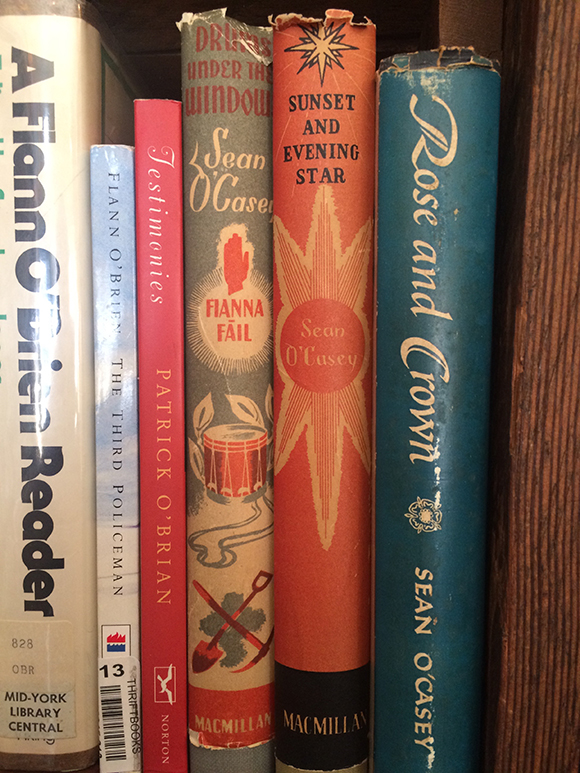 A Flann O'Brien Reader
828
OBR
MID-YORK
LIBRARY
CENTRAL
VIKING
FLANN O'BRIEN THE THIRD POLICEMAN
13
THRIFTBOOKS
Testimonies PATRICK O'BRIAN
NORTON
DRUMS
UNDER THE
WINDOWS
Sean
O'Casey
FIANNA
FÁIL
MACMILLAN
SUNSET
AND
EVENING
STAR
Sean
O'Casey
MACMILLAN
Rose and Crown
SEAN O'CASEY